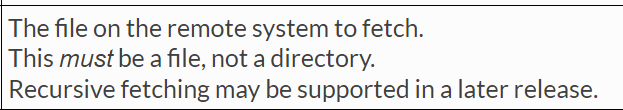 The file on the remote system to fetch.
This must be a file, not a directory.
Recursive fetching may be supported in a later release.